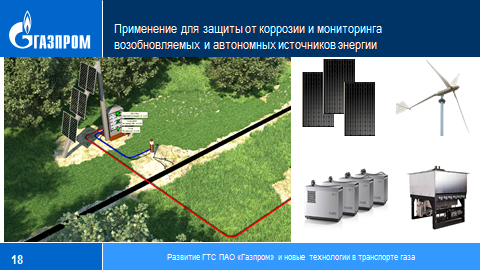 ГАЗПРОМ
Применение для защиты от коррозии и мониторинга
возобновляемых и автономных источников энергии
18
Развитие ГТС ПАО «Газпром» и новые технологии в транспорте газа